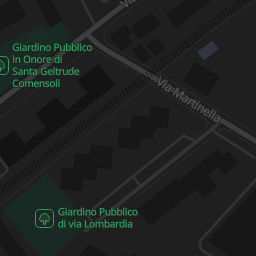 Giardino Pubblico
in Onore di
Santa Geltrude
Comensoli
Via Martinella
Giardino Pubblico
di via Lombardia